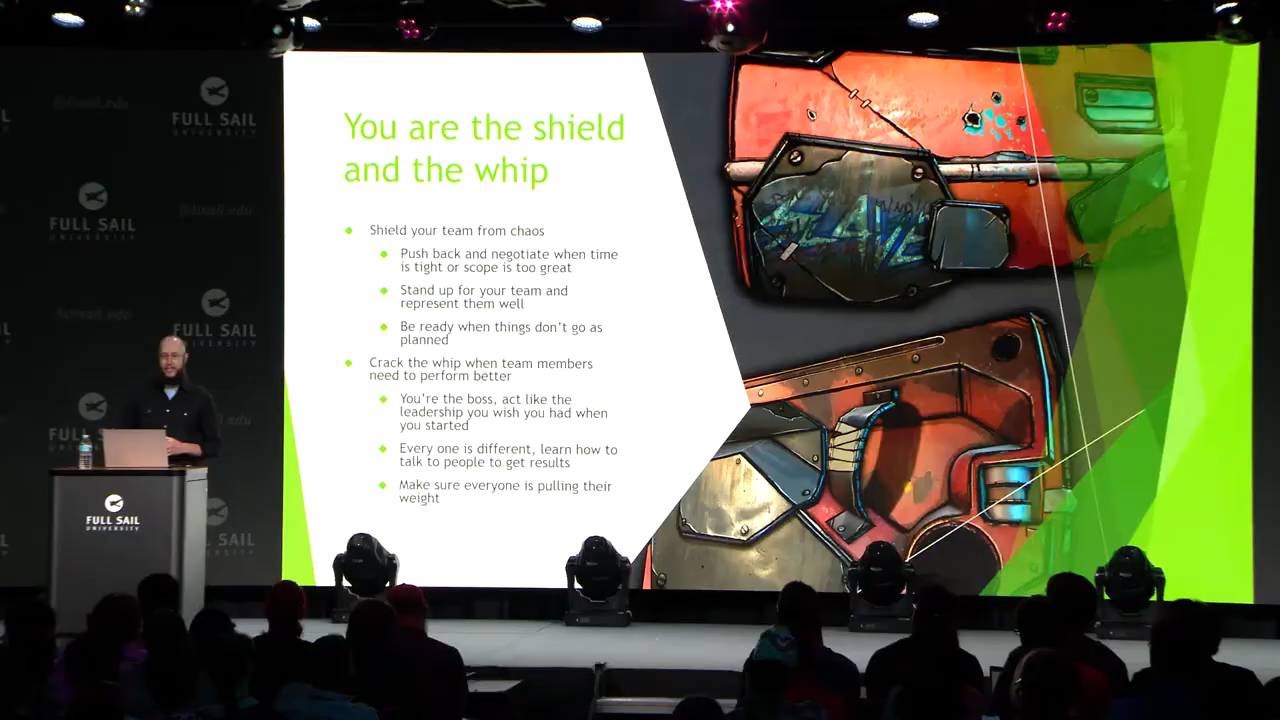 You are the shield
and the whip
Shield your team from chaos
Push back and negotiate when time
is tight or scope is too great
Stand up for your team and
represent them well
Be ready when things don't go as
planned
Crack the whip when team members
need to perform better
You're the boss, act like the
leadership you wish you had when
you started
Every one is different, learn how to
talk to people to get results
Make sure everyone is pulling their
weight
FULL SAIL
UNIVERSITY
FULL SAIL
UNIVERSITY
FULL SAIL
FULL
SAIL
FULL SAIL
UNIVERSITY